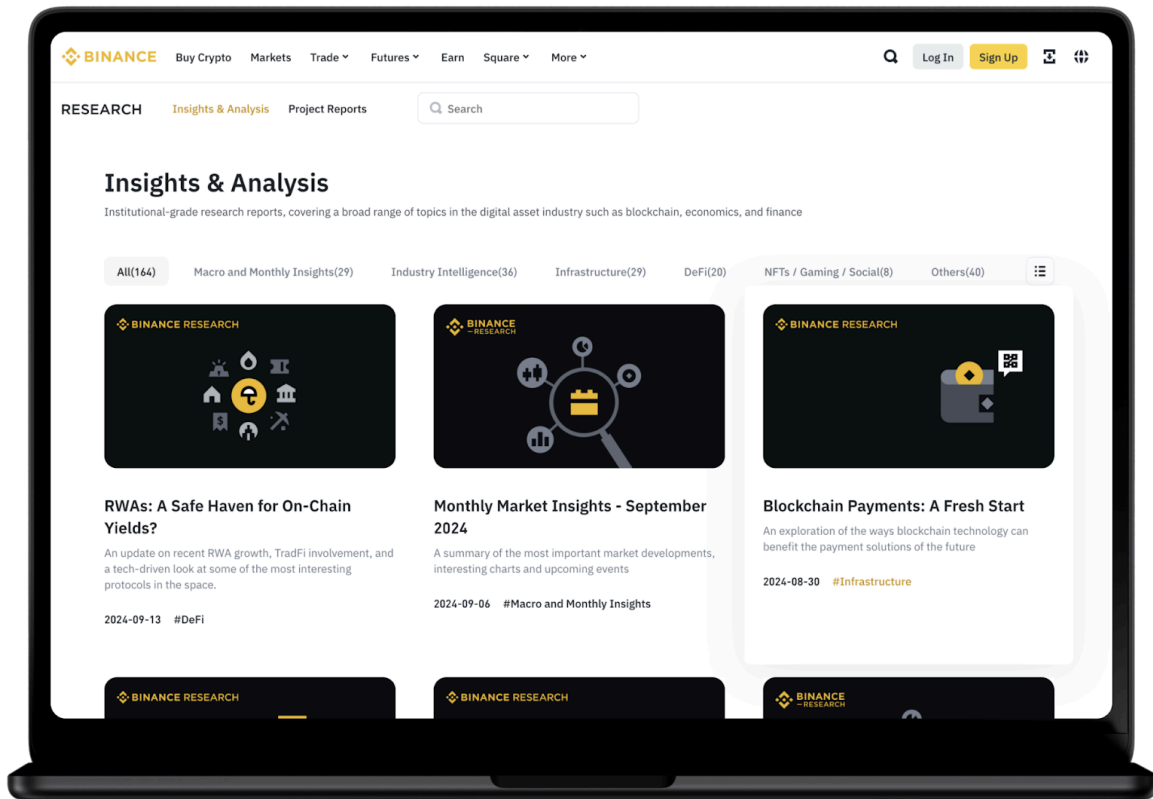 BINANCE Buy Crypto Markets Trade Futures Earn Square More Log In Sign Up
RESEARCH Insights & Analysis Project Reports Search
Insights & Analysis
Institutional-grade research reports, covering a broad range of topics in the digital asset industry such as blockchain, economics, and finance
All(164) Macro and Monthly Insights(29) Industry Intelligence(36) Infrastructure(29) DeFi(20) NFTs / Gaming / Social(8) Others(40)
BINANCE RESEARCH
RWAs: A Safe Haven for On-Chain
Yields?
An update on recent RWA growth, TradFi involvement, and
a tech-driven look at some of the most interesting
protocols in the space.
2024-09-13 #DeFi
BINANCE
RESEARCH
Monthly Market Insights - September
2024
A summary of the most important market developments,
interesting charts and upcoming events
2024-09-06 #Macro and Monthly Insights
BINANCE RESEARCH
Blockchain Payments: A Fresh Start
An exploration of the ways blockchain technology can
benefit the payment solutions of the future
2024-08-30 #Infrastructure
BINANCE RESEARCH
BINANCE RESEARCH
BINANCE
RESEARCH